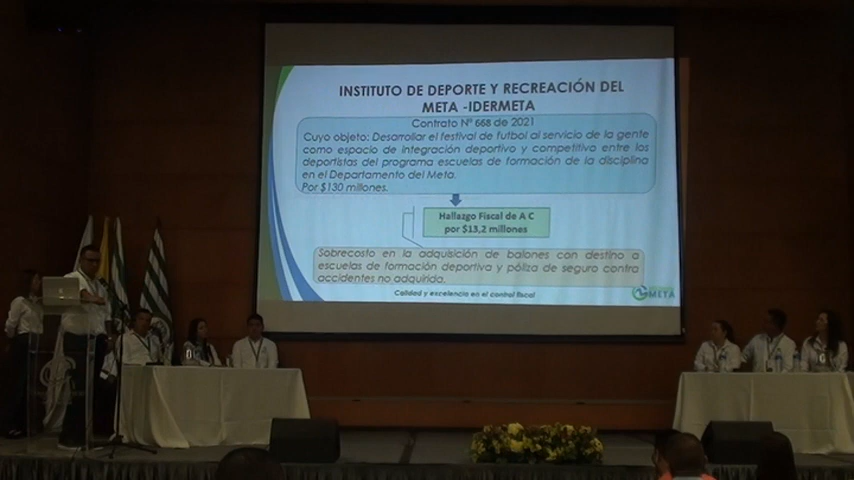 INSTITUTO DE DEPORTE Y RECREACIÓN DEL
META -IDERMETA
Contrato Nº 668 de 2021
Cuyo objeto: Desarrollar el festival de futbol al servicio de la gente
como espacio de integración deportivo y competitivo entre los
deportistas del programa escuelas de formación de la disciplina
en el Departamento del Meta.
Por $130 millones.
Hallazgo Fiscal de A C
por $13,2 millones
Sobrecosto en la adquisición de balones con destino a
escuelas de formación deportiva y póliza de seguro contra
accidentes no adquirida.
Calidad y excelencia en el control fiscal
META